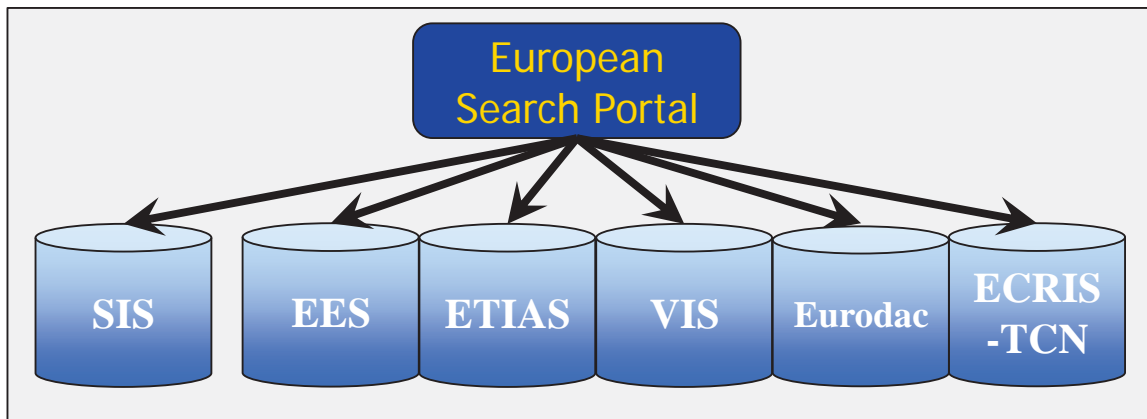 European
Search Portal
SIS
EES
ETIAS
VIS
Eurodac
ECRIS
-TCN